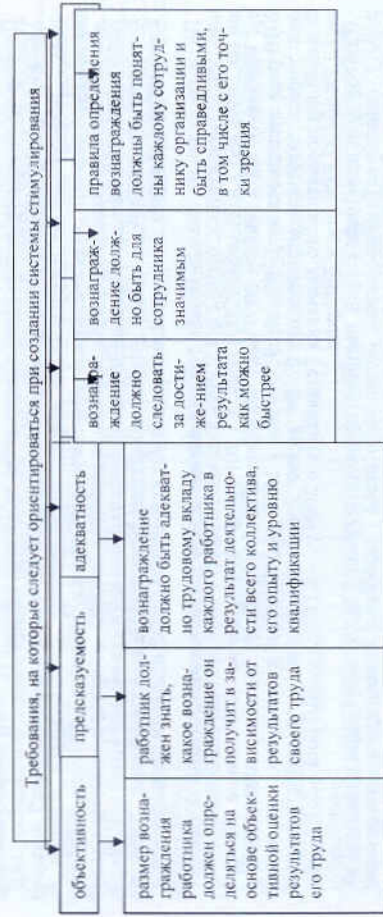 Требования, на которые следует ориентироваться при создании системы стимулирования
объективность
предсказуемость
адекватность
размер возна-
граждения
работника
должен опре-
деляться на
основе объек-
тивной оценки
результатов
его труда
работник дол-
жен знать,
какое возна-
граждение он
получит в за-
висимости от
результатов
своего труда
вознаграждение
должно быть адекват-
но трудовому вкладу
каждого работника в
результат деятельно-
сти всего коллектива,
его опыту и уровню
квалификации
вознагра-
ждение
должно
следовать
за дости-
же-нием
результата
как можно
быстрее
вознаграж-
дение долж-
но быть для
сотрудника
значимым
правила определения
вознаграждения
должны быть понят-
ны каждому сотруд-
нику организации и
быть справедливыми,
в том числе с его точ-
ки зрения